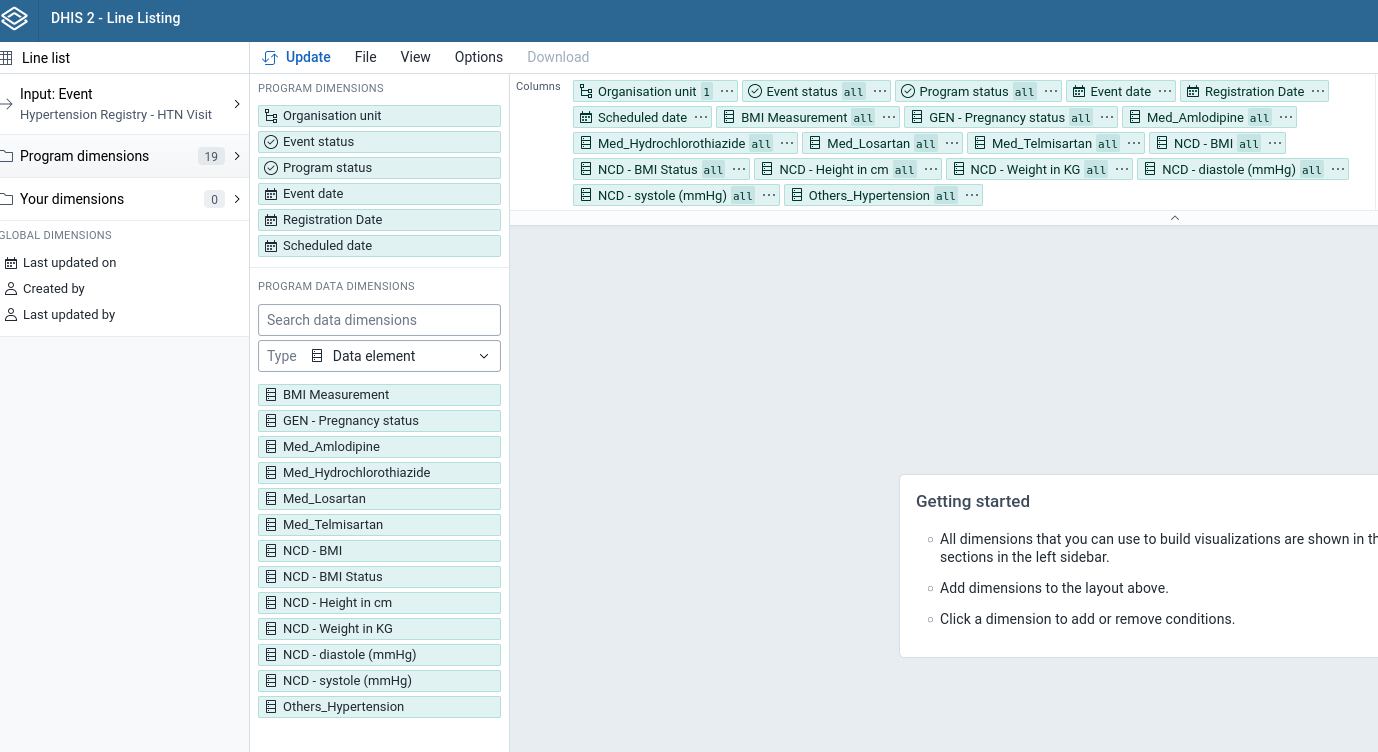 DHIS 2 - Line Listing
Line list
Update File View Options Download
Input: Event
Hypertension Registry - HTN Visit
Program dimensions 19
Your dimensions 0
GLOBAL DIMENSIONS
Last updated on
Created by
Last updated by
PROGRAM DIMENSIONS
Organisation unit
Event status
Program status
Event date
Registration Date
Scheduled date
PROGRAM DATA DIMENSIONS
Search data dimensions
Type Data element
BMI Measurement
GEN - Pregnancy status
Med_Amlodipine
Med_Hydrochlorothiazide
Med_Losartan
Med_Telmisartan
NCD - BMI
NCD - BMI Status
NCD - Height in cm
NCD - Weight in KG
NCD - diastole (mmHg)
NCD - systole (mmHg)
Others_Hypertension
Columns
Organisation unit 1 ··· Event status all ··· Program status all ··· Event date ··· Registration Date ···
Scheduled date ··· BMI Measurement all ··· GEN - Pregnancy status all ··· Med_Amlodipine all ···
Med_Hydrochlorothiazide all ··· Med_Losartan all ··· Med_Telmisartan all ··· NCD - BMI all ···
NCD - BMI Status all ··· NCD - Height in cm all ··· NCD - Weight in KG all ··· NCD - diastole (mmHg) all ···
NCD - systole (mmHg) all ··· Others_Hypertension all ···
Getting started
All dimensions that you can use to build visualizations are shown in th
sections in the left sidebar.
Add dimensions to the layout above.
Click a dimension to add or remove conditions.